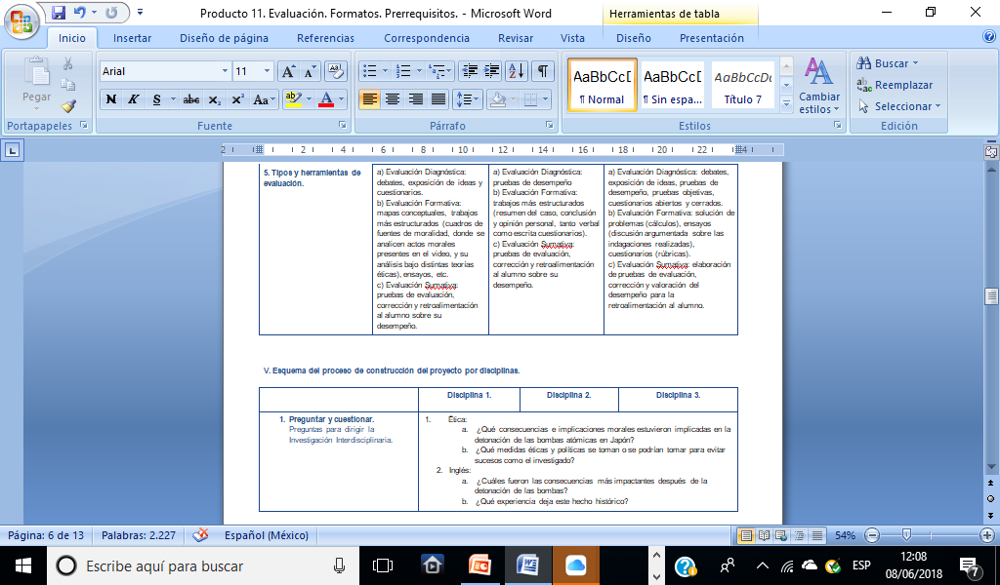 Producto 11. Evaluación. Formatos. Prerrequisitos. - Microsoft Word
Herramientas de tabla
Inicio
Insertar
Diseño de página
Referencias
Correspondencia
Revisar
Vista
Diseño
Presentación
Pegar
Portapapeles
Arial
11
Fuente
Párrafo
AaBbCcD
¶ Normal
AaBbCcD
¶ Sin espa...
AaBbCcDc
Título 7
Cambiar
estilos
Estilos
Buscar
Reemplazar
Seleccionar
Edición
2 2 4 6 8 10 12 14 16 18 20 22 24
5. Tipos y herramientas de
evaluación.
a) Evaluación Diagnóstica:
debates, exposición de ideas y
cuestionarios.
b) Evaluación Formativa:
mapas conceptuales, trabajos
más estructurados (cuadros de
fuentes de moralidad, donde se
analicen actos morales
presentes en el video, y su
análisis bajo distintas teorías
éticas), ensayos, etc.
c) Evaluación Sumativa:
pruebas de evaluación,
corrección y retroalimentación
al alumno sobre su
desempeño.
a) Evaluación Diagnóstica:
pruebas de desempeño
b) Evaluación Formativa:
trabajos más estructurados
(resumen del caso, conclusión
y opinión personal, tanto verbal
como escrita cuestionarios).
c) Evaluación Sumativa:
pruebas de evaluación,
corrección y retroalimentación
al alumno sobre su
desempeño.
a) Evaluación Diagnóstica: debates,
exposición de ideas, pruebas de
desempeño, pruebas objetivas,
cuestionarios abiertos y cerrados.
b) Evaluación Formativa: solución de
problemas (cálculos), ensayos
(discusión argumentada sobre las
indagaciones realizadas),
cuestionarios (rúbricas).
c) Evaluación Sumativa: elaboración
de pruebas de evaluación,
corrección y valoración del
desempeño para la
retroalimentación al alumno.
V. Esquema del proceso de construcción del proyecto por disciplinas.
Disciplina 1.
Disciplina 2.
Disciplina 3.
1. Preguntar y cuestionar.
Preguntas para dirigir la
Investigación Interdisciplinaria.
1. Ética:
a. ¿Qué consecuencias e implicaciones morales estuvieron implicadas en la
detonación de las bombas atómicas en Japón?
b. ¿Qué medidas éticas y políticas se toman o se podrían tomar para evitar
sucesos como el investigado?
2. Inglés:
a. ¿Cuáles fueron las consecuencias más impactantes después de la
detonación de las bombas?
b. ¿Qué experiencia deja este hecho histórico?
Página: 6 de 13
Palabras: 2.227
Español (México)
54%
Escribe aquí para buscar
ESP
12:08
08/06/2018
7